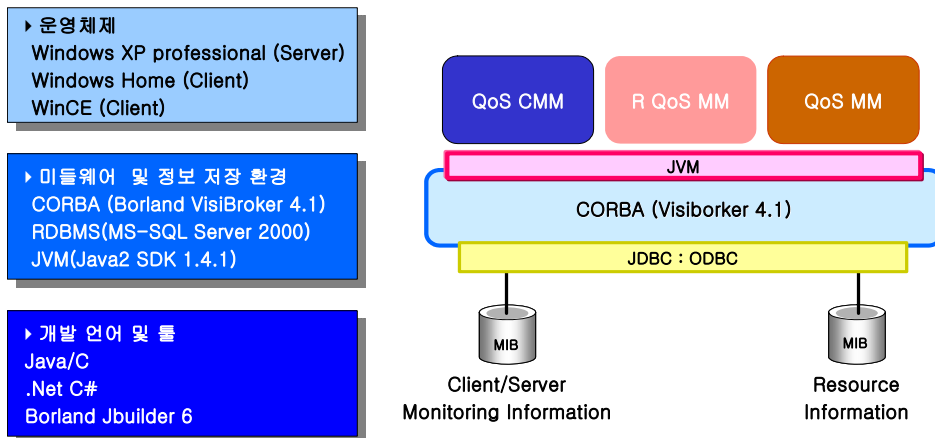 ▸ 운영체제
Windows XP professional (Server)
Windows Home (Client)
WinCE (Client)
▸ 미들웨어 및 정보 저장 환경
CORBA (Borland VisiBroker 4.1)
RDBMS(MS-SQL Server 2000)
JVM(Java2 SDK 1.4.1)
▸ 개발 언어 및 툴
Java/C
.Net C#
Borland Jbuilder 6
QoS CMM
R QoS MM
QoS MM
JVM
CORBA (Visiborker 4.1)
JDBC : ODBC
MIB
Client/Server
Monitoring Information
MIB
Resource
Information